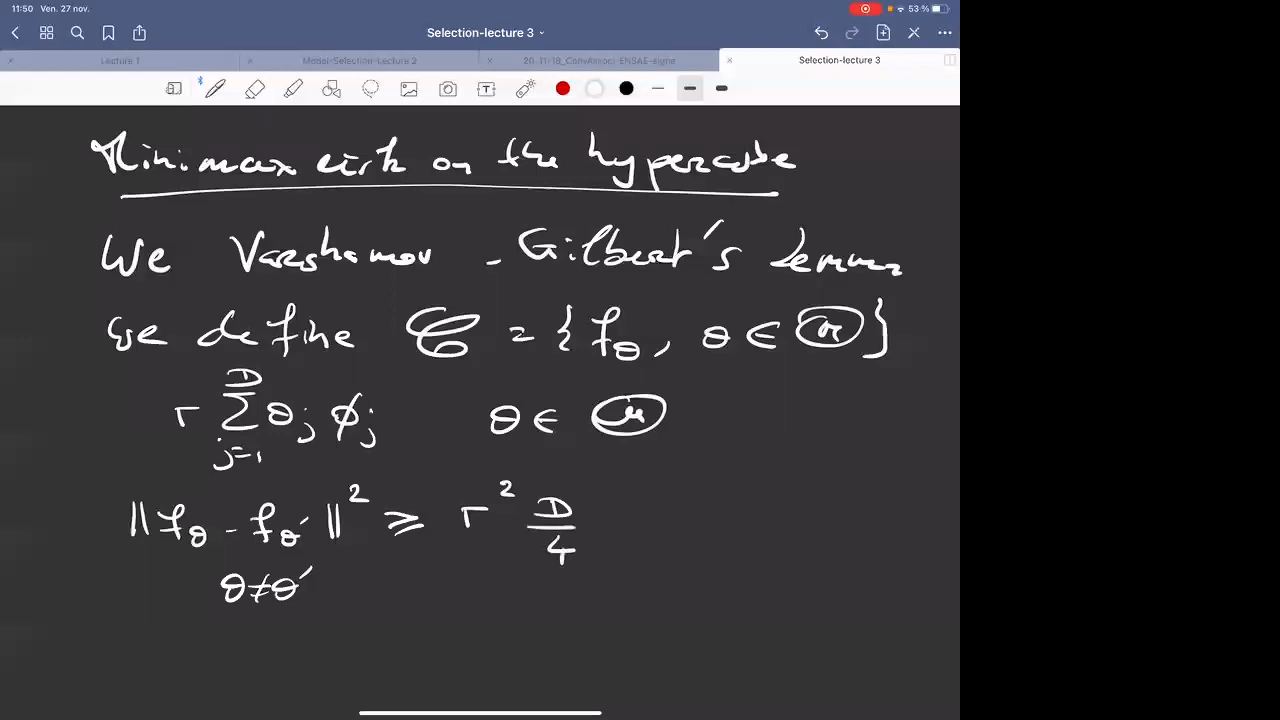 11:50 Ven. 27 nov.
53 %
Selection-lecture 3
Lecture 1
Model-Selection-Lecture 2
Selection-lecture 3
Minimax risk on the hypercube
We Varshamov - Gilbert's Lemma
we define C = { f_θ, θ ∈ Θ }
r ∑_{j=1}^{D} θ_j φ_j θ ∈ Θ
‖ f_θ - f_θ' ‖² ⩾ r² D/4
θ ≠ θ'